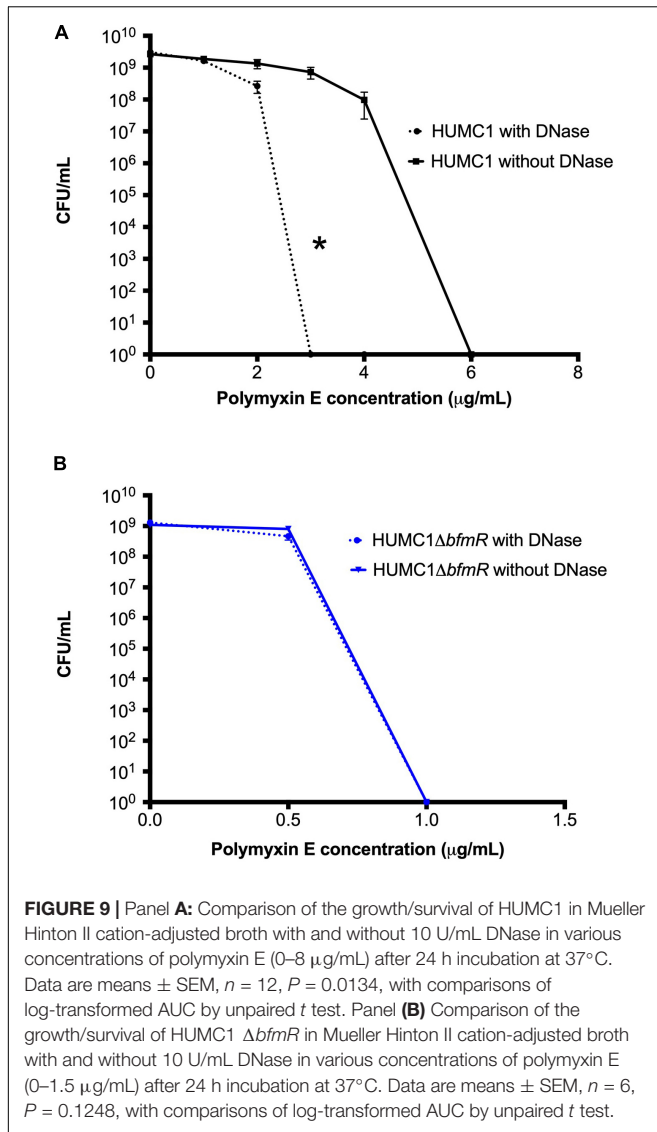 A
10¹⁰
10⁹
10⁸
10⁷
10⁶
10⁵
10⁴
10³
10²
10¹
10⁰
CFU/mL
HUMC1 with DNase
HUMC1 without DNase
*
0 2 4 6 8
Polymyxin E concentration (μg/mL)
B
10¹⁰
10⁹
10⁸
10⁷
10⁶
10⁵
10⁴
10³
10²
10¹
10⁰
CFU/mL
HUMC1ΔbfmR with DNase
HUMC1ΔbfmR without DNase
0.0 0.5 1.0 1.5
Polymyxin E concentration (μg/mL)
FIGURE 9 | Panel A: Comparison of the growth/survival of HUMC1 in Mueller
Hinton II cation-adjusted broth with and without 10 U/mL DNase in various
concentrations of polymyxin E (0–8 μg/mL) after 24 h incubation at 37°C.
Data are means ± SEM, n = 12, P = 0.0134, with comparisons of
log-transformed AUC by unpaired t test. Panel (B) Comparison of the
growth/survival of HUMC1 ΔbfmR in Mueller Hinton II cation-adjusted broth
with and without 10 U/mL DNase in various concentrations of polymyxin E
(0–1.5 μg/mL) after 24 h incubation at 37°C. Data are means ± SEM, n = 6,
P = 0.1248, with comparisons of log-transformed AUC by unpaired t test.